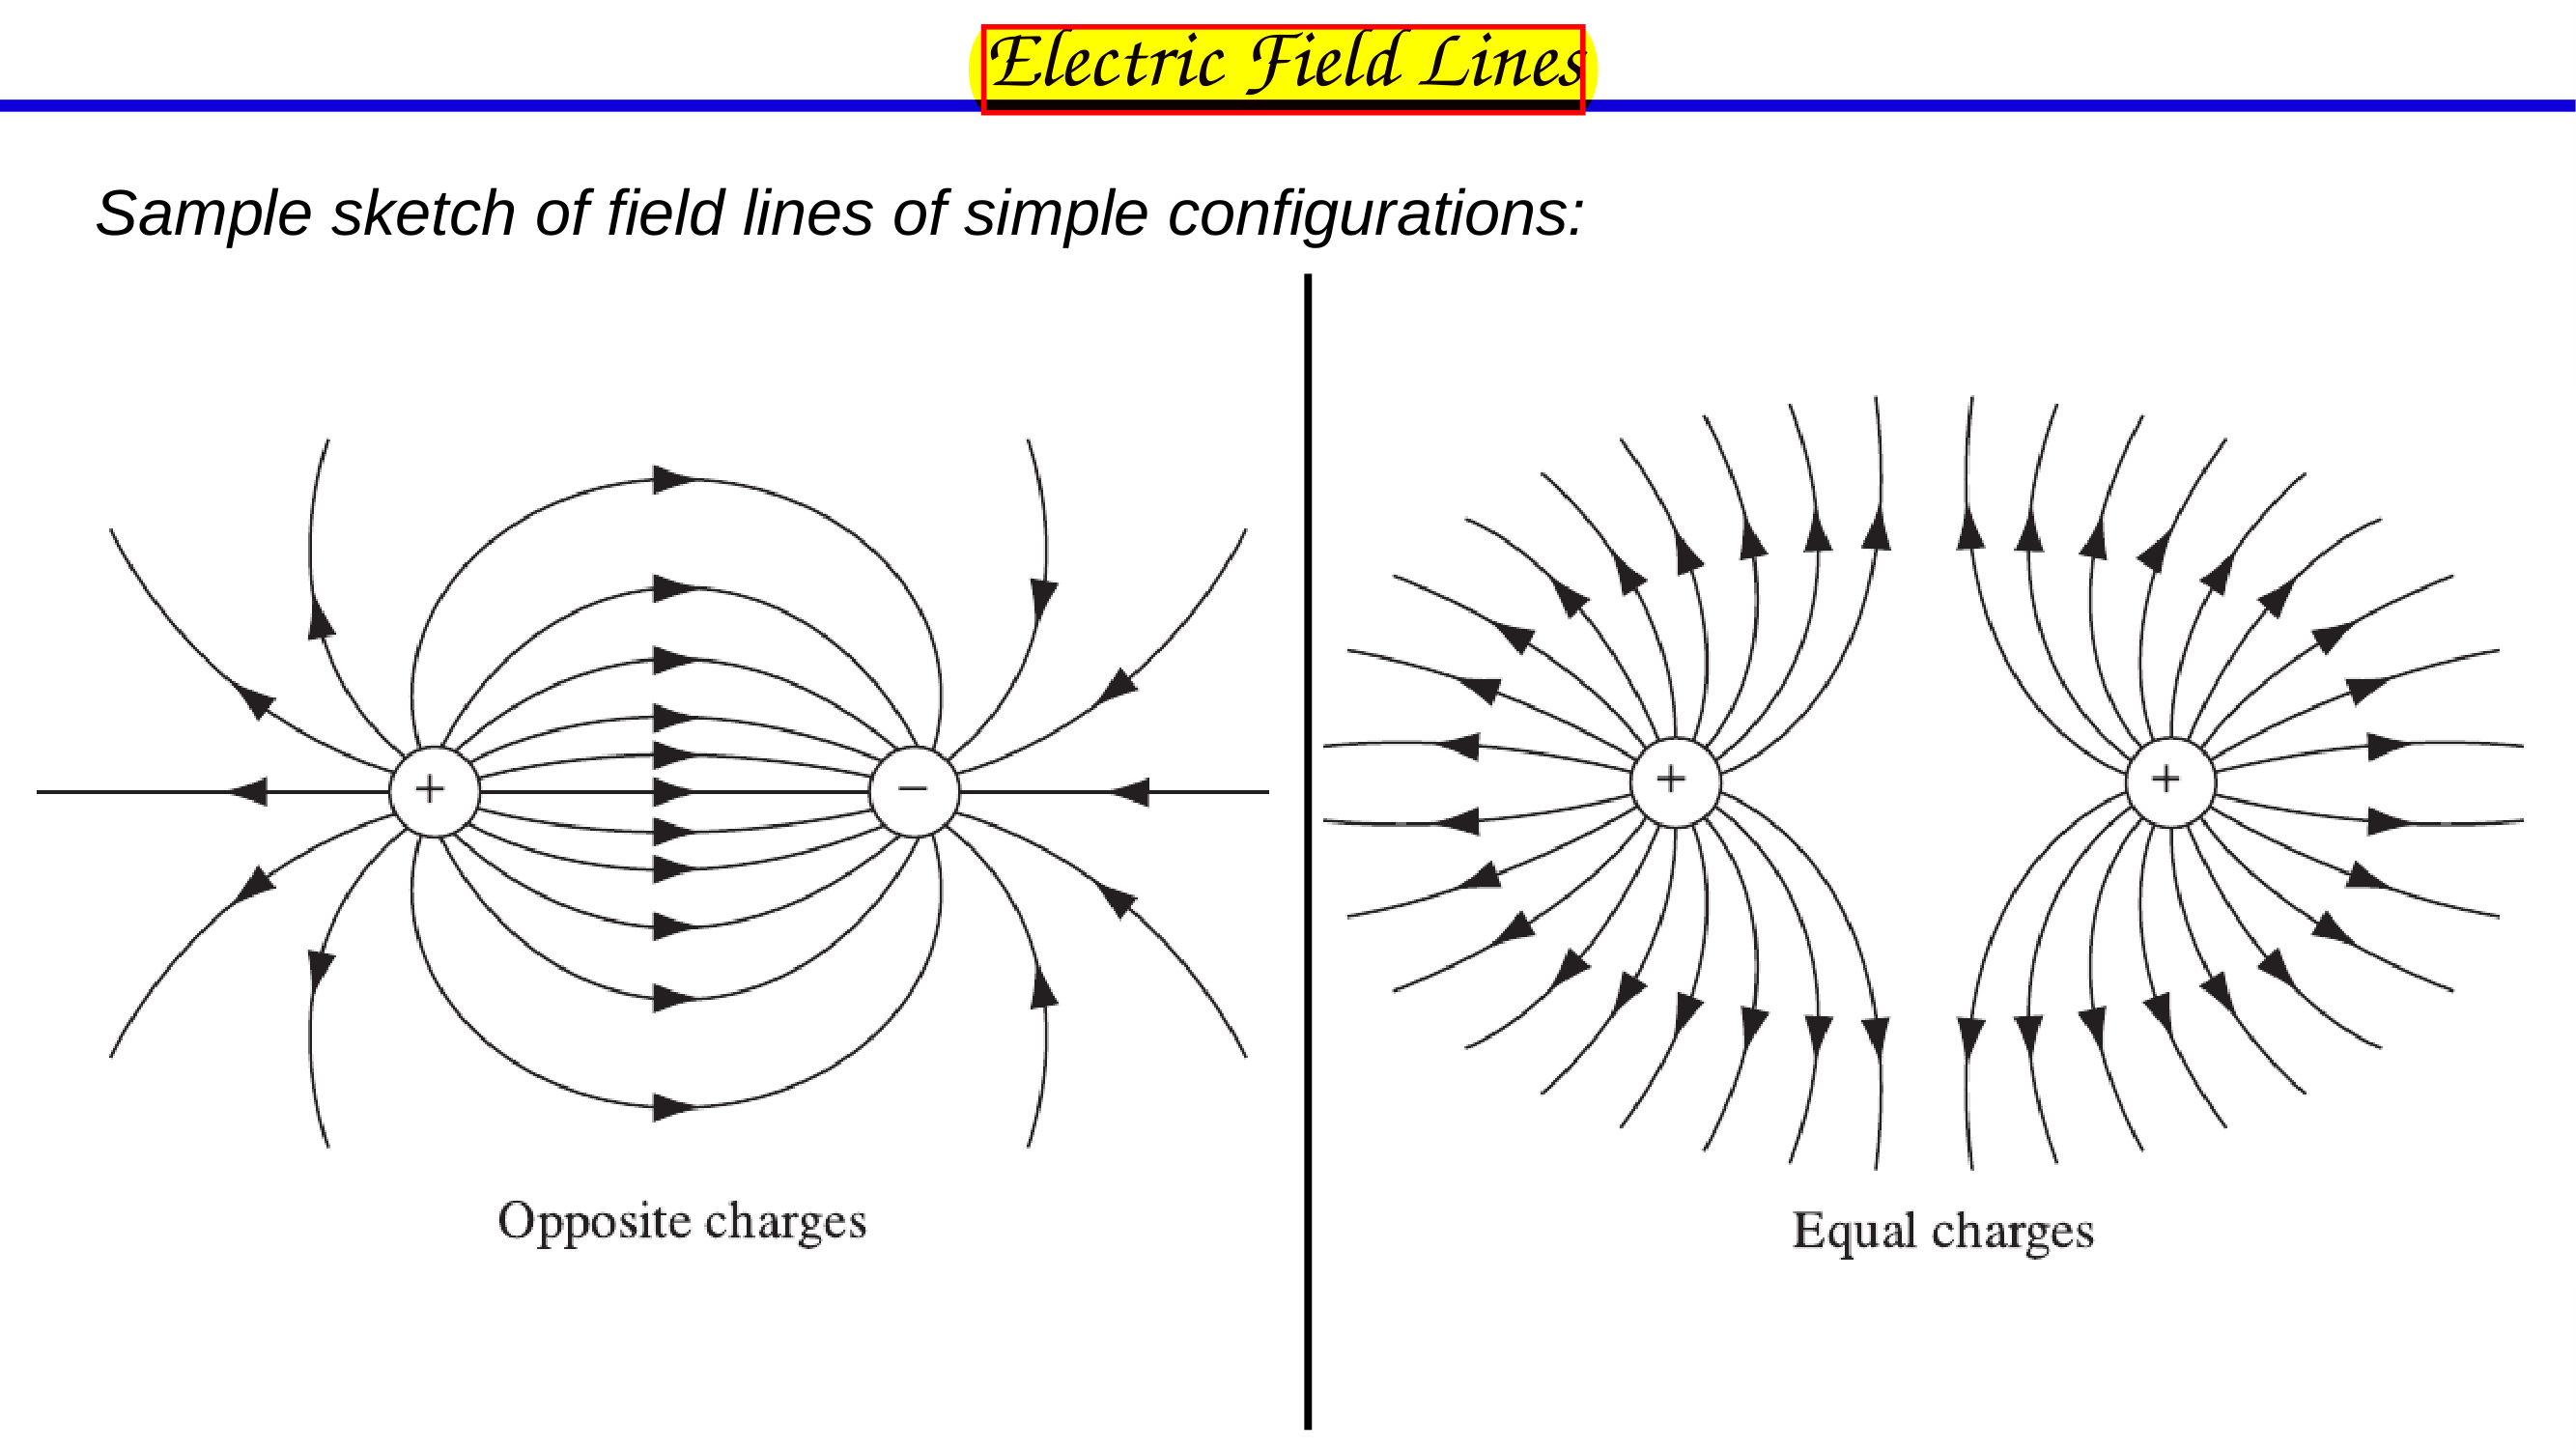 Electric Field Lines
Sample sketch of field lines of simple configurations:
+ −
Opposite charges
+ +
Equal charges